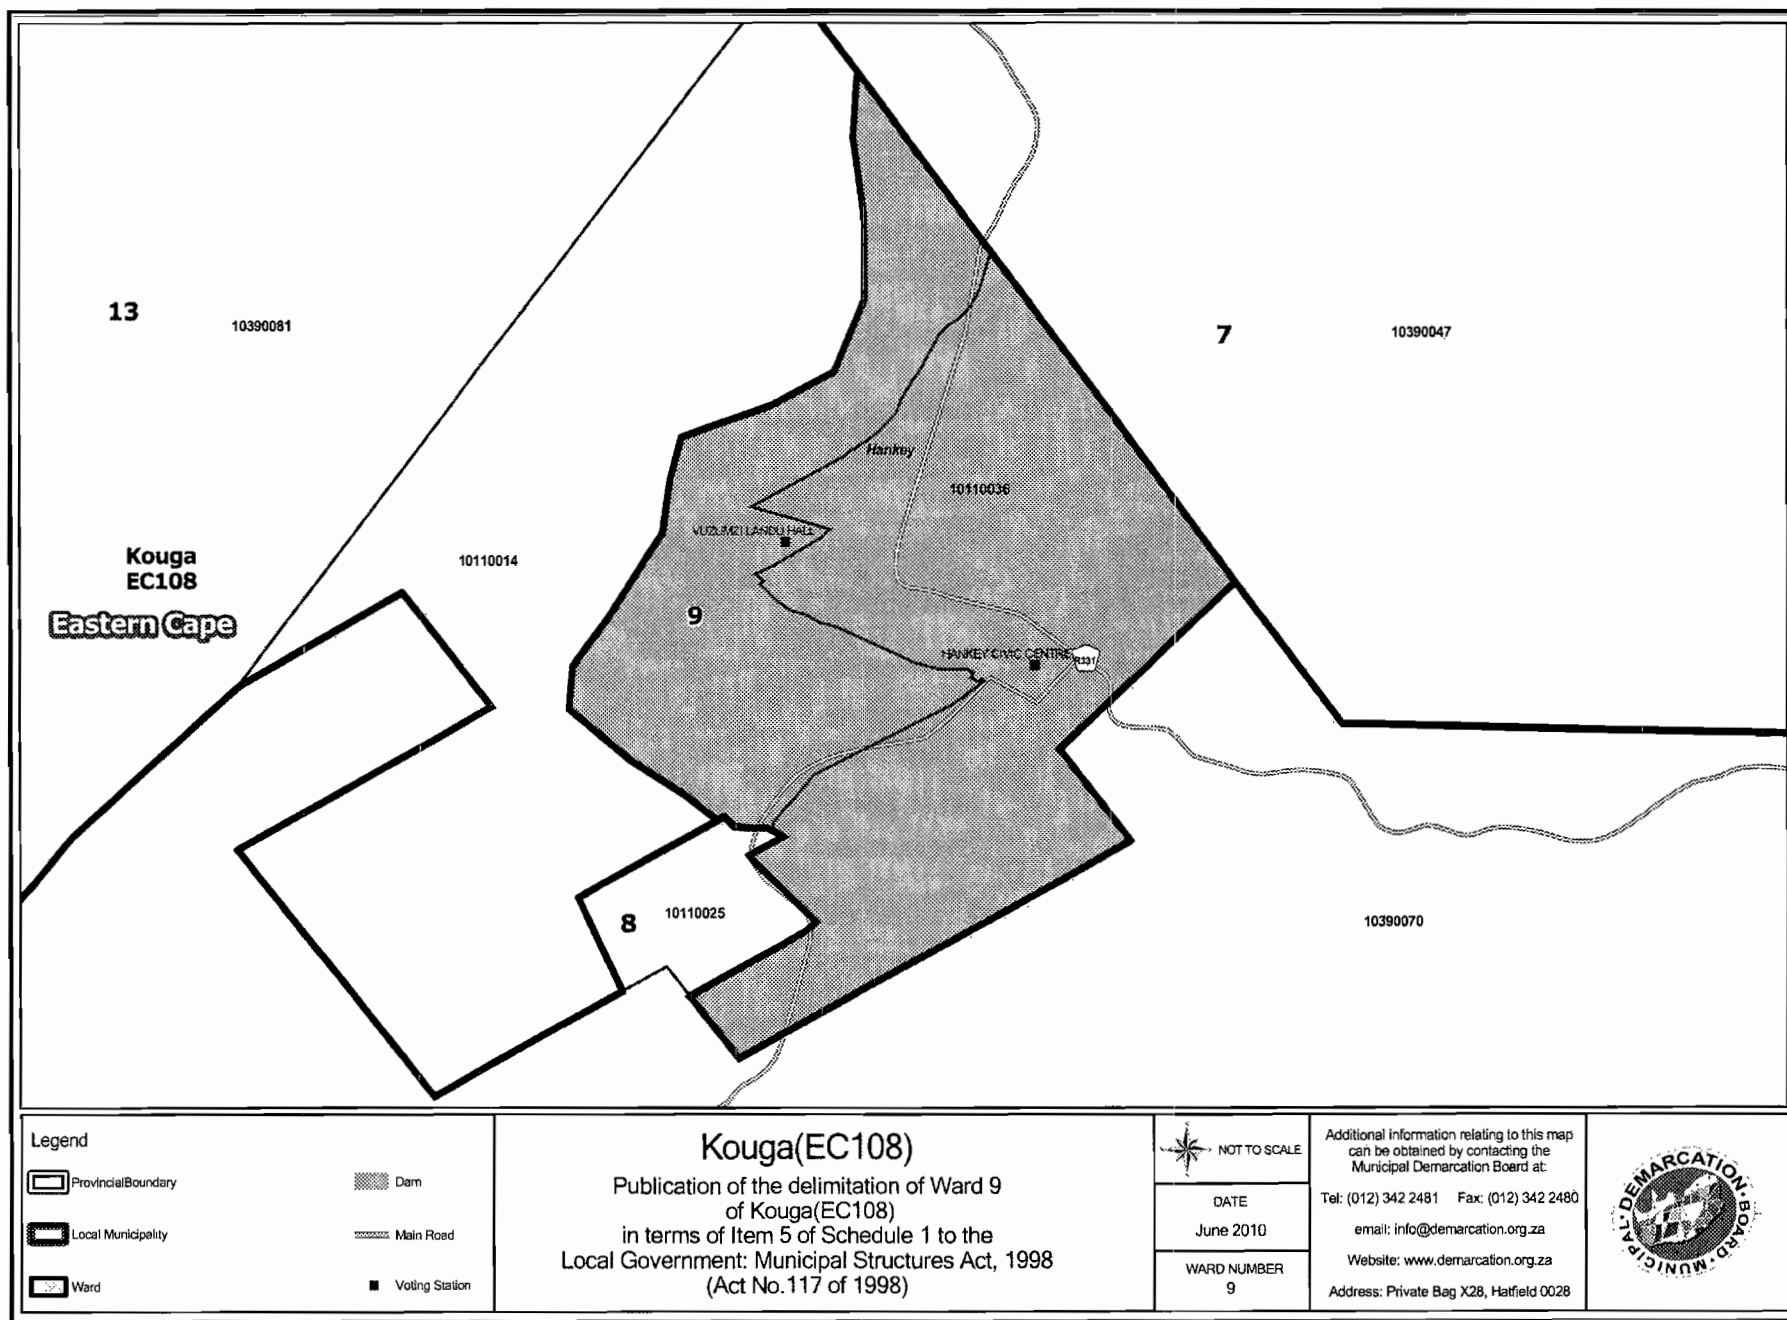 13
10390081
7
10390047
Hankey
10110036
VUZUMZI LANDU HALL
Kouga
EC108
10110014
Eastern Cape
9
HANKEY CIVIC CENTRE
R331
8
10110025
10390070
Legend
ProvincialBoundary
Dam
Local Municipality
Main Road
Ward
Voting Station
Kouga(EC108)
Publication of the delimitation of Ward 9
of Kouga(EC108)
in terms of Item 5 of Schedule 1 to the
Local Government: Municipal Structures Act, 1998
(Act No.117 of 1998)
NOT TO SCALE
DATE
June 2010
WARD NUMBER
9
Additional information relating to this map
can be obtained by contacting the
Municipal Demarcation Board at:
Tel: (012) 342 2481 Fax: (012) 342 2480
email: info@demarcation.org.za
Website: www.demarcation.org.za
Address: Private Bag X28, Hatfield 0028
MUNICIPAL · DEMARCATION · BOARD ·